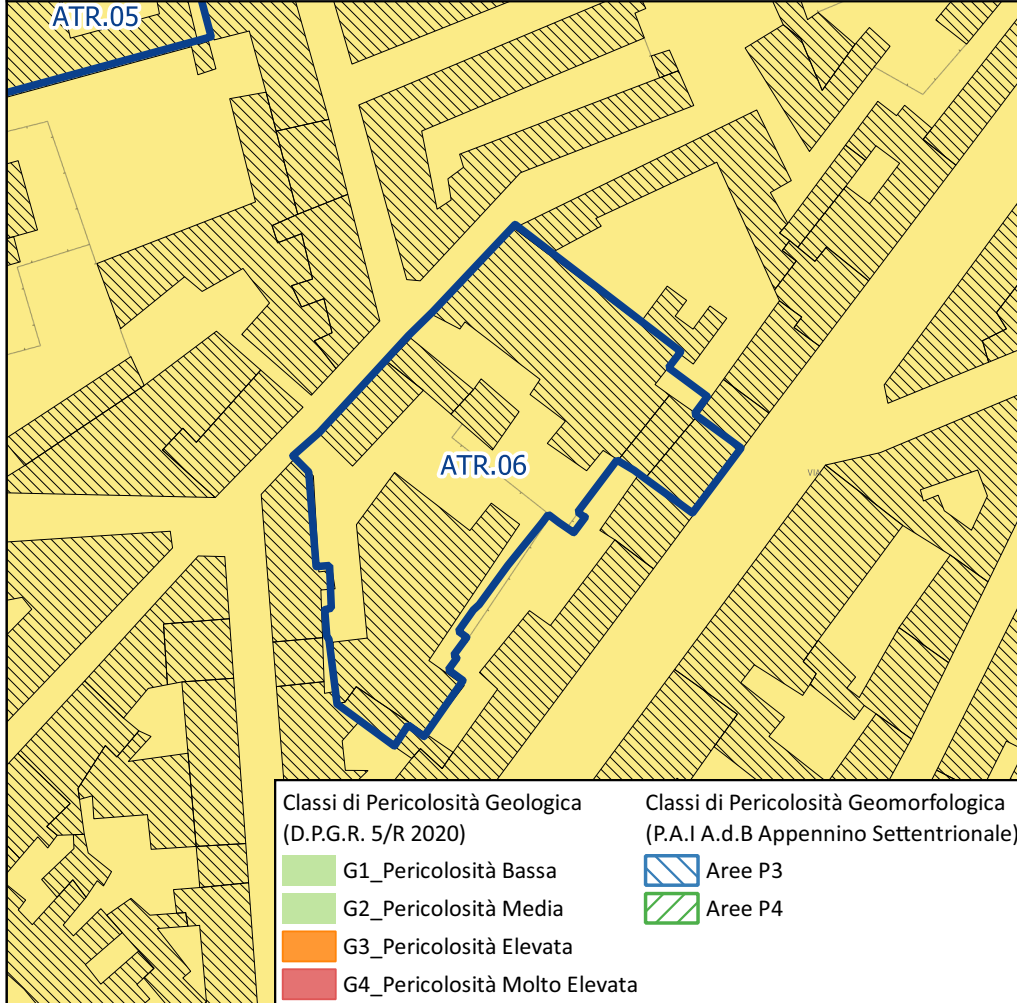 ATR.05
ATR.06
VIA
Classi di Pericolosità Geologica
(D.P.G.R. 5/R 2020)
G1_Pericolosità Bassa
G2_Pericolosità Media
G3_Pericolosità Elevata
G4_Pericolosità Molto Elevata
Classi di Pericolosità Geomorfologica
(P.A.I A.d.B Appennino Settentrionale)
Aree P3
Aree P4